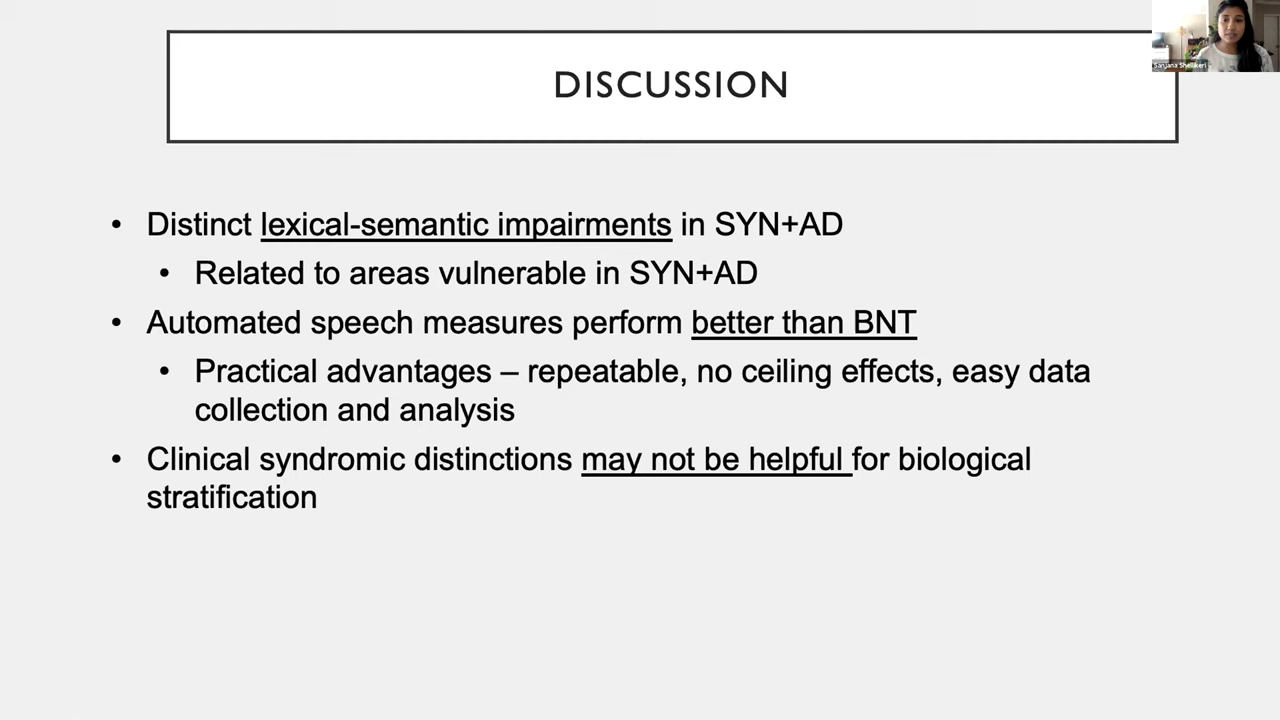 Sanjana Shellikeri
DISCUSSION
• Distinct lexical-semantic impairments in SYN+AD
• Related to areas vulnerable in SYN+AD
• Automated speech measures perform better than BNT
• Practical advantages – repeatable, no ceiling effects, easy data
collection and analysis
• Clinical syndromic distinctions may not be helpful for biological
stratification